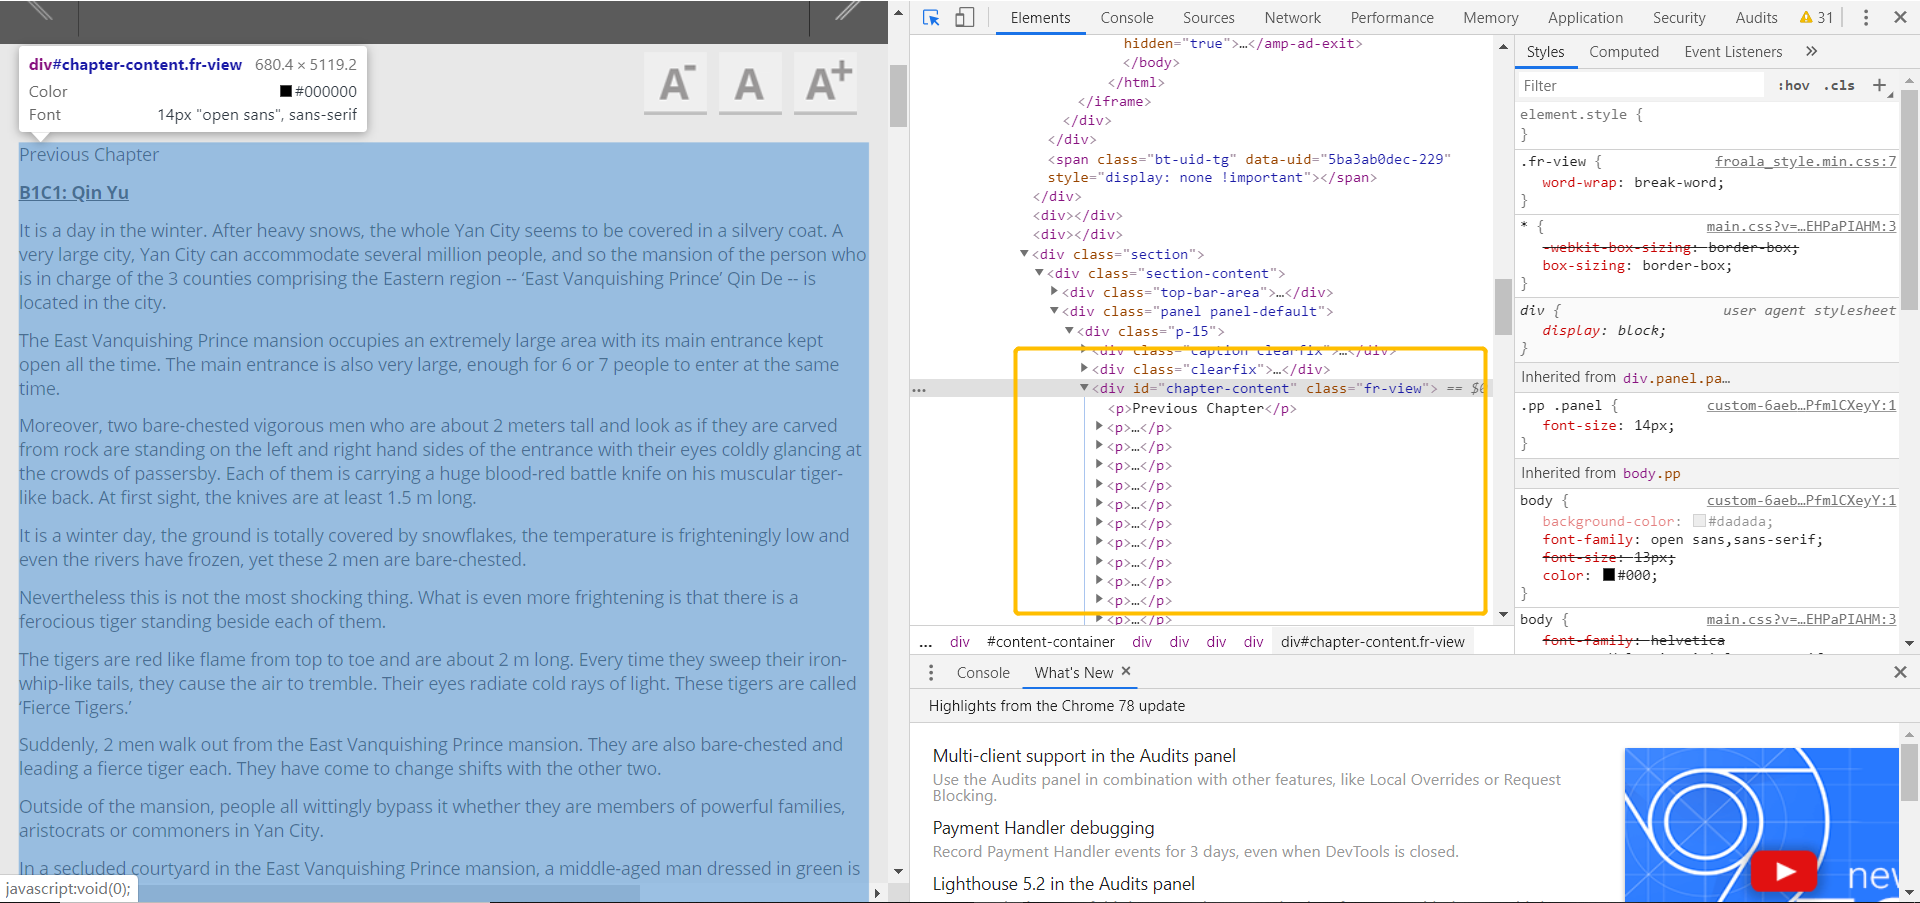 div#chapter-content.fr-view 680.4 × 5119.2
Color #000000
Font 14px "open sans", sans-serif
A- A A+
Previous Chapter
B1C1: Qin Yu
It is a day in the winter. After heavy snows, the whole Yan City seems to be covered in a silvery coat. A
very large city, Yan City can accommodate several million people, and so the mansion of the person who
is in charge of the 3 counties comprising the Eastern region -- ‘East Vanquishing Prince’ Qin De -- is
located in the city.
The East Vanquishing Prince mansion occupies an extremely large area with its main entrance kept
open all the time. The main entrance is also very large, enough for 6 or 7 people to enter at the same
time.
Moreover, two bare-chested vigorous men who are about 2 meters tall and look as if they are carved
from rock are standing on the left and right hand sides of the entrance with their eyes coldly glancing at
the crowds of passersby. Each of them is carrying a huge blood-red battle knife on his muscular tiger-
like back. At first sight, the knives are at least 1.5 m long.
It is a winter day, the ground is totally covered by snowflakes, the temperature is frighteningly low and
even the rivers have frozen, yet these 2 men are bare-chested.
Nevertheless this is not the most shocking thing. What is even more frightening is that there is a
ferocious tiger standing beside each of them.
The tigers are red like flame from top to toe and are about 2 m long. Every time they sweep their iron-
whip-like tails, they cause the air to tremble. Their eyes radiate cold rays of light. These tigers are called
‘Fierce Tigers.’
Suddenly, 2 men walk out from the East Vanquishing Prince mansion. They are also bare-chested and
leading a fierce tiger each. They have come to change shifts with the other two.
Outside of the mansion, people all wittingly bypass it whether they are members of powerful families,
aristocrats or commoners in Yan City.
In a secluded courtyard in the East Vanquishing Prince mansion, a middle-aged man dressed in green is
javascript:void(0);
Elements Console Sources Network Performance Memory Application Security Audits 31
hidden="true">…</amp-ad-exit>
</body>
</html>
</iframe>
</div>
</div>
<span class="bt-uid-tg" data-uid="5ba3ab0dec-229"
style="display: none !important"></span>
</div>
<div></div>
<div></div>
<div class="section">
<div class="section-content">
<div class="top-bar-area">…</div>
<div class="panel panel-default">
<div class="p-15">
<div class="caption clearfix">…</div>
<div class="clearfix">…</div>
... <div id="chapter-content" class="fr-view"> == $0
<p>Previous Chapter</p>
<p>…</p>
<p>…</p>
<p>…</p>
<p>…</p>
<p>…</p>
<p>…</p>
<p>…</p>
<p>…</p>
<p>…</p>
<p>…</p>
<p>…</p>
... div #content-container div div div div div#chapter-content.fr-view
Styles Computed Event Listeners »
Filter :hov .cls +
element.style {
}
.fr-view { froala_style.min.css:7
word-wrap: break-word;
}
* { main.css?v=…EHPaPIAHM:3
-webkit-box-sizing: border-box;
box-sizing: border-box;
}
div { user agent stylesheet
display: block;
}
Inherited from div.panel.pa…
.pp .panel { custom-6aeb…PfmlCXeyY:1
font-size: 14px;
}
Inherited from body.pp
body { custom-6aeb…PfmlCXeyY:1
background-color: #dadada;
font-family: open sans,sans-serif;
font-size: 13px;
color: #000;
}
body { main.css?v=…EHPaPIAHM:3
font-family: helvetica
Console What's New
Highlights from the Chrome 78 update
Multi-client support in the Audits panel
Use the Audits panel in combination with other features, like Local Overrides or Request
Blocking.
Payment Handler debugging
Record Payment Handler events for 3 days, even when DevTools is closed.
Lighthouse 5.2 in the Audits panel